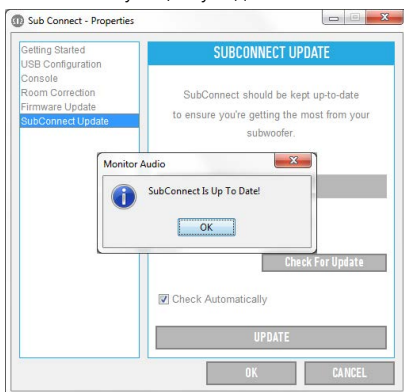 Sub Connect - Properties
Getting Started
USB Configuration
Console
Room Correction
Firmware Update
SubConnect Update
SUBCONNECT UPDATE
SubConnect should be kept up-to-date
to ensure you're getting the most from your
subwoofer.
Monitor Audio
SubConnect Is Up To Date!
OK
Check For Update
Check Automatically
UPDATE
OK
CANCEL